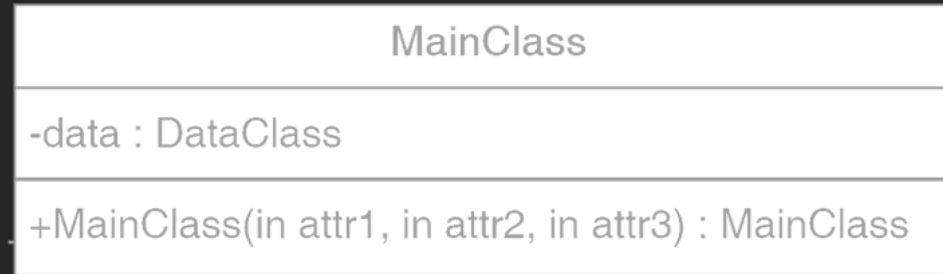 MainClass
-data : DataClass
+MainClass(in attr1, in attr2, in attr3) : MainClass